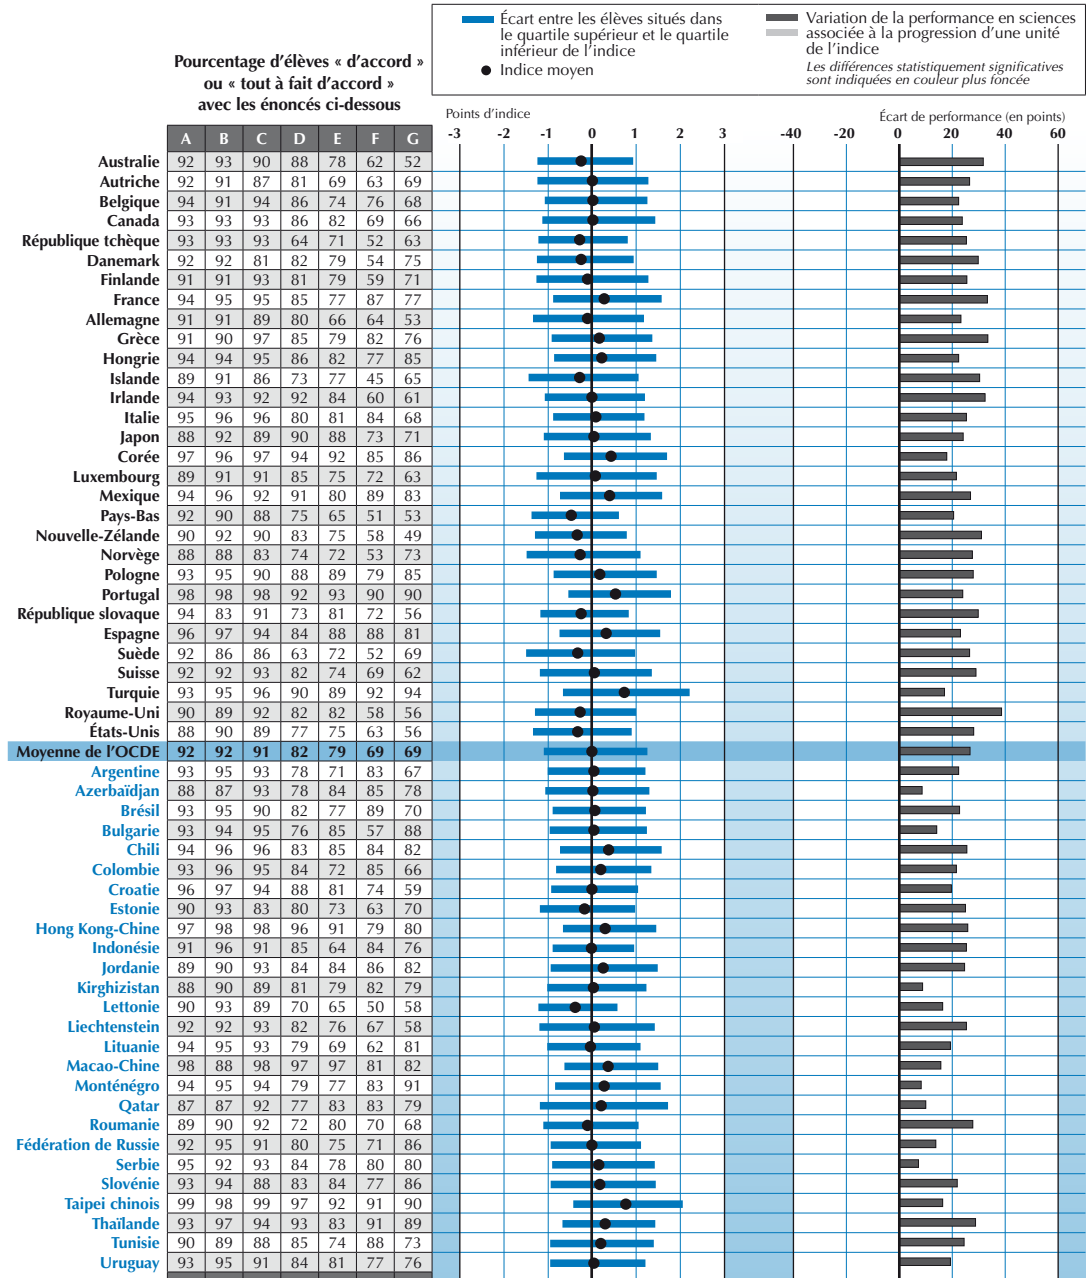 Écart entre les élèves situés dans
le quartile supérieur et le quartile
inférieur de l'indice
Indice moyen
Variation de la performance en sciences
associée à la progression d'une unité
de l'indice
Les différences statistiquement significatives
sont indiquées en couleur plus foncée
Pourcentage d'élèves « d'accord »
ou « tout à fait d'accord »
avec les énoncés ci-dessous
Points d'indice
Écart de performance (en points)
A B C D E F G -3 -2 -1 0 1 2 3 -40 -20 0 20 40 60
Australie 92 93 90 88 78 62 52
Autriche 92 91 87 81 69 63 69
Belgique 94 91 94 86 74 76 68
Canada 93 93 93 86 82 69 66
République tchèque 93 93 93 64 71 52 63
Danemark 92 92 81 82 79 54 75
Finlande 91 91 93 81 79 59 71
France 94 95 95 85 77 87 77
Allemagne 91 91 89 80 66 64 53
Grèce 91 90 97 85 79 82 76
Hongrie 94 94 95 86 82 77 85
Islande 89 91 86 73 77 45 65
Irlande 94 93 92 92 84 60 61
Italie 95 96 96 80 81 84 68
Japon 88 92 89 90 88 73 71
Corée 97 96 97 94 92 85 86
Luxembourg 89 91 91 85 75 72 63
Mexique 94 96 92 91 80 89 83
Pays-Bas 92 90 88 75 65 51 53
Nouvelle-Zélande 90 92 90 83 75 58 49
Norvège 88 88 83 74 72 53 73
Pologne 93 95 90 88 89 79 85
Portugal 98 98 98 92 93 90 90
République slovaque 94 83 91 73 81 72 56
Espagne 96 97 94 84 88 88 81
Suède 92 86 86 63 72 52 69
Suisse 92 92 93 82 74 69 62
Turquie 93 95 96 90 89 92 94
Royaume-Uni 90 89 92 82 82 58 56
États-Unis 88 90 89 77 75 63 56
Moyenne de l'OCDE 92 92 91 82 79 69 69
Argentine 93 95 93 78 71 83 67
Azerbaïdjan 88 87 93 78 84 85 78
Brésil 93 95 90 82 77 89 70
Bulgarie 93 94 95 76 85 57 88
Chili 94 96 96 83 85 84 82
Colombie 93 96 95 84 72 85 66
Croatie 96 97 94 88 81 74 59
Estonie 90 93 83 80 73 63 70
Hong Kong-Chine 97 98 98 96 91 79 80
Indonésie 91 96 91 85 64 84 76
Jordanie 89 90 93 84 84 86 82
Kirghizistan 88 90 89 81 79 82 79
Lettonie 90 93 89 70 65 50 58
Liechtenstein 92 92 93 82 76 67 58
Lituanie 94 95 93 79 69 62 81
Macao-Chine 98 88 98 97 97 81 82
Monténégro 94 95 94 79 77 83 91
Qatar 87 87 92 77 83 83 79
Roumanie 89 90 92 72 80 70 68
Fédération de Russie 92 95 91 80 75 71 86
Serbie 95 92 93 84 78 80 80
Slovénie 93 94 88 83 84 77 86
Taipei chinois 99 98 99 97 92 91 90
Thaïlande 93 97 94 93 83 91 89
Tunisie 90 89 88 85 74 88 73
Uruguay 93 95 91 84 81 77 76